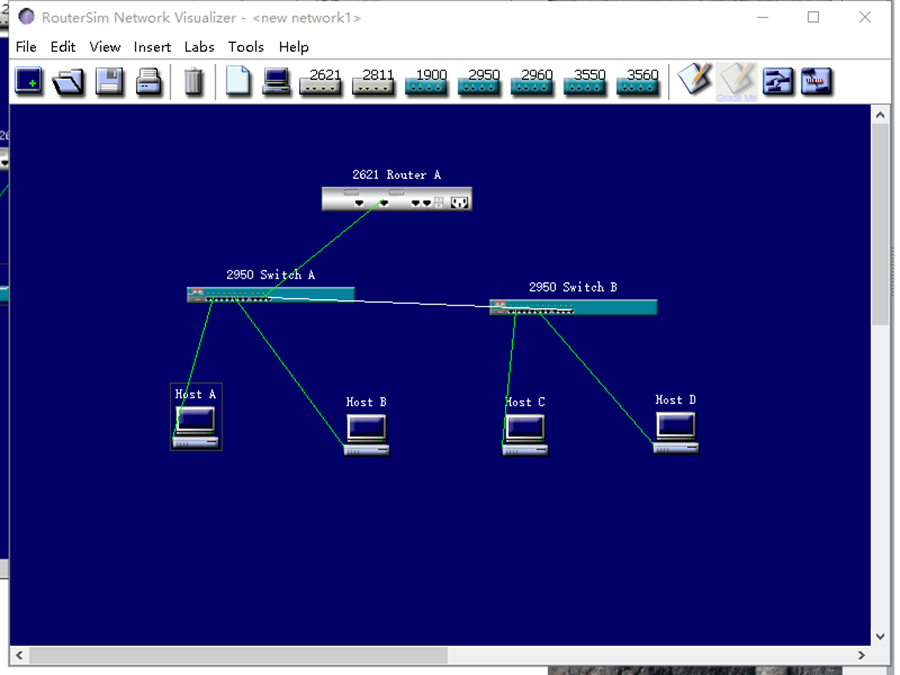 RouterSim Network Visualizer - <new network1>
File Edit View Insert Labs Tools Help
2621 2811 1900 2950 2960 3550 3560
Grade Me
2621 Router A
2950 Switch A
2950 Switch B
Host A
Host B
Host C
Host D